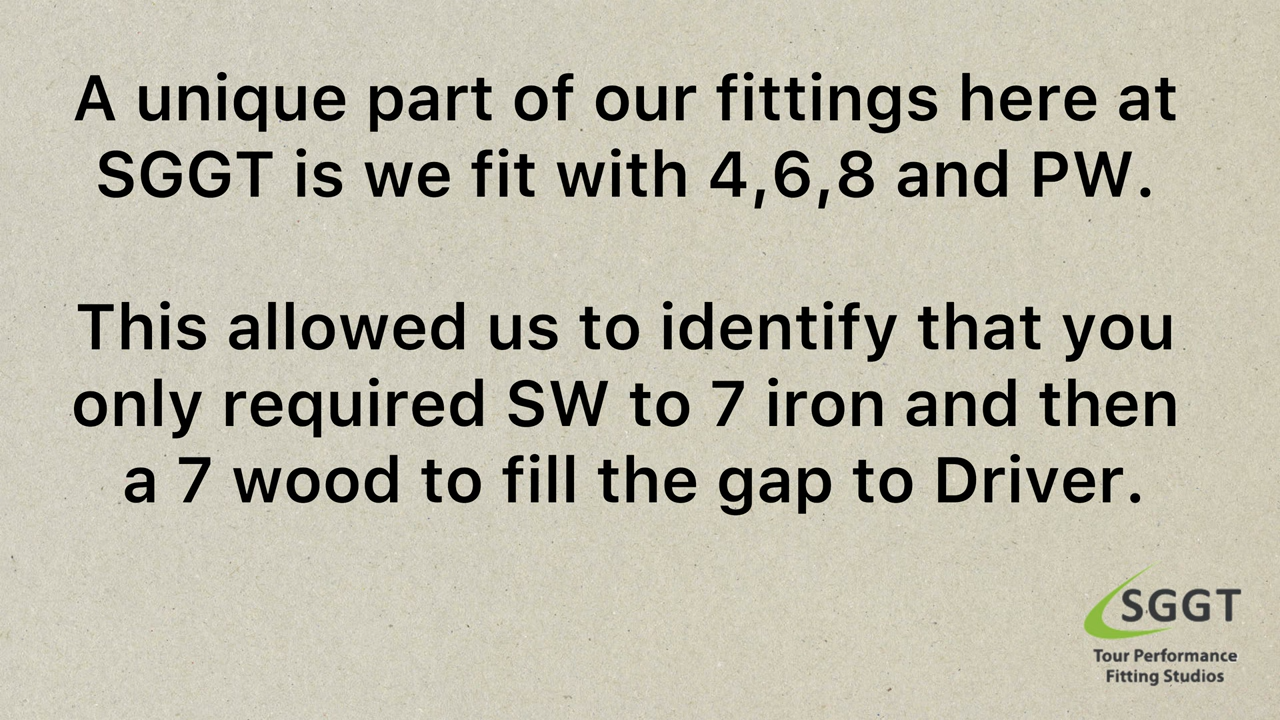 A unique part of our fittings here at
SGGT is we fit with 4,6,8 and PW.
This allowed us to identify that you
only required SW to 7 iron and then
a 7 wood to fill the gap to Driver.
SGGT
Tour Performance
Fitting Studios